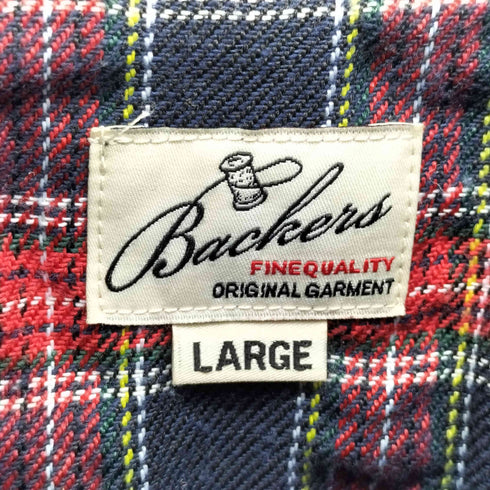 Backers
FINEQUALITY
ORIGINAL GARMENT
LARGE